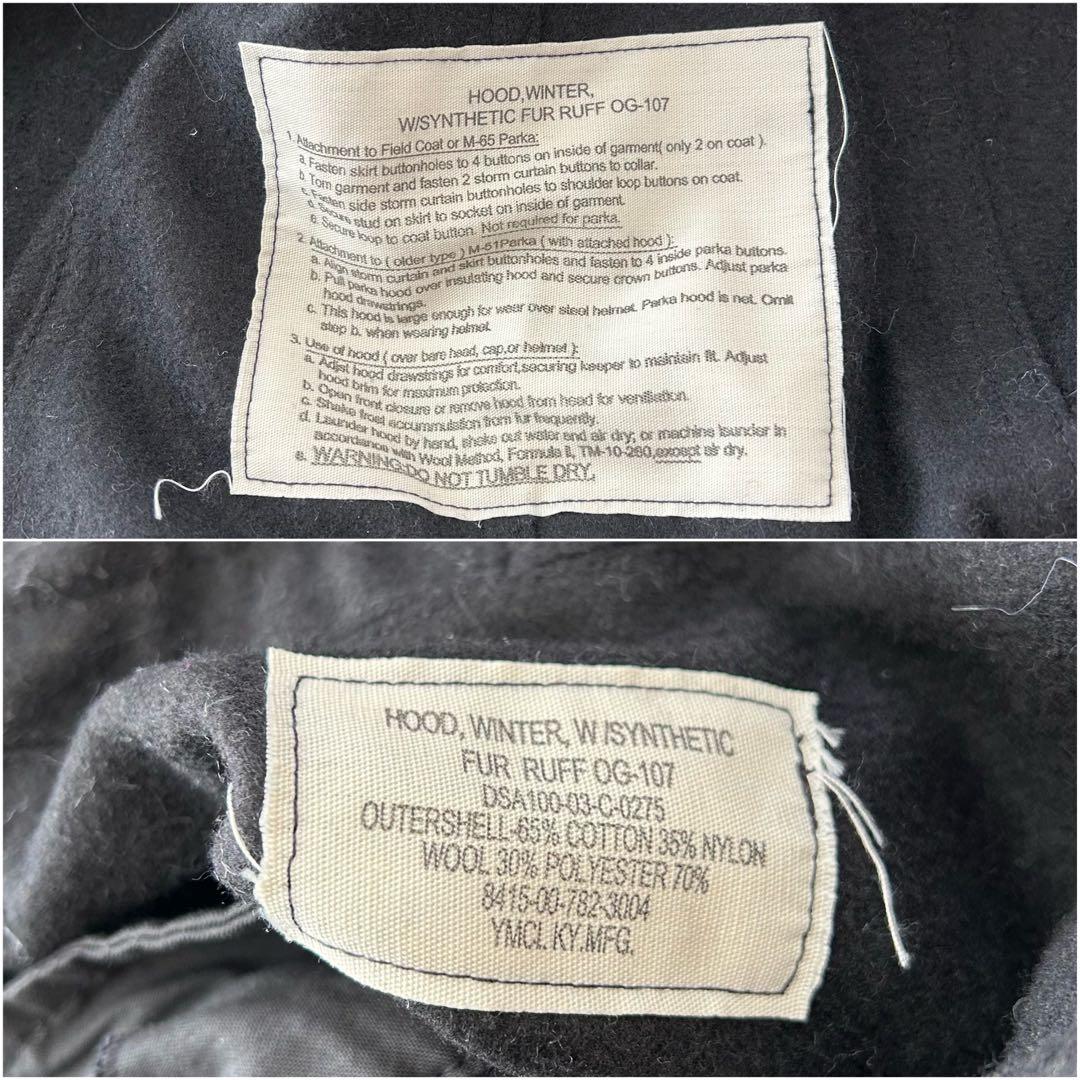 HOOD,WINTER,
W/SYNTHETIC FUR RUFF OG-107
1. Attachment to Field Coat or M-65 Parka:
a. Fasten skirt buttonholes to 4 buttons on inside of garment( only 2 on coat ).
b. Torn garment and fasten 2 storm curtain buttons to collar.
c. Fasten side storm curtain buttonholes to shoulder loop buttons on coat.
d. Secure stud on skirt to socket on inside of garment.
e. Secure loop to coat button. Not required for parka.
2. Attachment to ( older type ) M-51Parka ( with attached hood ):
a. Align storm curtain and skirt buttonholes and fasten to 4 inside parka buttons.
b. Pull parka hood over insulating hood and secure crown buttons. Adjust parka
hood drawstrings.
c. This hood is large enough for wear over steel helmet. Parka hood is net. Omit
step b. when wearing helmet.
3. Use of hood ( over bare head, cap,or helmet ):
a. Adjst hood drawstrings for comfort,securing keeper to maintain fit. Adjust
hood brim for maximum protection.
b. Open front closure or remove hood from head for ventilation.
c. Shake frost accummulation from fur frequently.
d. Launder hood by hand, shake out water and air dry; or machine launder in
accordance with Wool Method, Formula II, TM-10-260,except air dry.
e. WARNING:DO NOT TUMBLE DRY.
HOOD, WINTER, W/SYNTHETIC
FUR RUFF OG-107
DSA100-03-C-0275
OUTERSHELL-65% COTTON 35% NYLON
WOOL 30% POLYESTER 70%
8415-00-782-3004
YMCL KY.MFG.